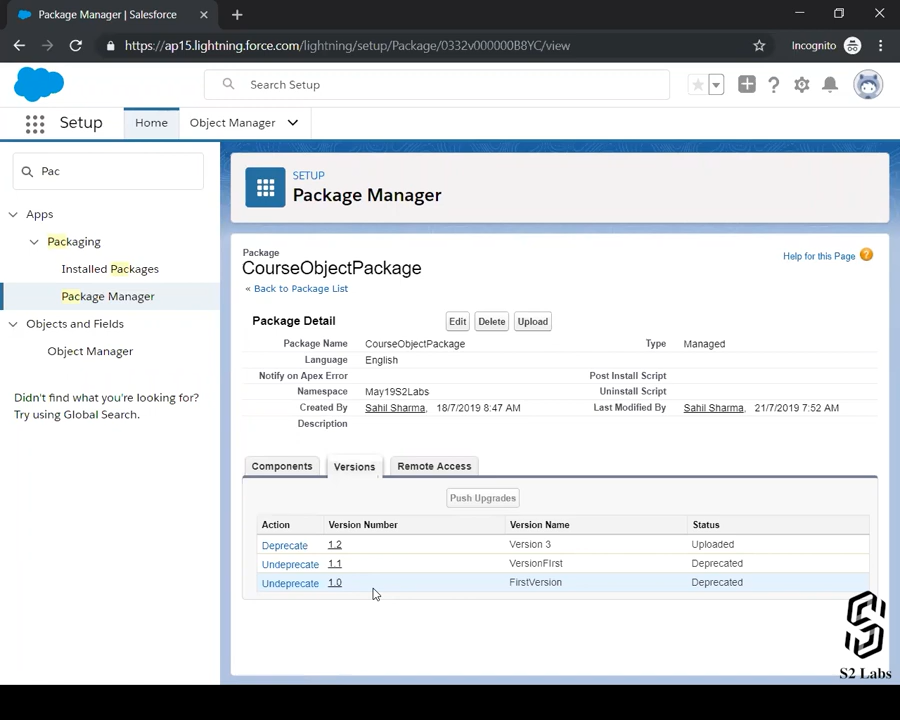 Package Manager | Salesforce
https://ap15.lightning.force.com/lightning/setup/Package/0332v000000B8YC/view
Incognito
Search Setup
Setup
Home
Object Manager
Pac
Apps
Packaging
Installed Packages
Package Manager
Objects and Fields
Object Manager
Didn't find what you're looking for?
Try using Global Search.
SETUP
Package Manager
Package
CourseObjectPackage
Help for this Page
« Back to Package List
Package Detail
Edit
Delete
Upload
Package Name CourseObjectPackage Type Managed
Language English
Notify on Apex Error Post Install Script
Namespace May19S2Labs Uninstall Script
Created By Sahil Sharma, 18/7/2019 8:47 AM Last Modified By Sahil Sharma, 21/7/2019 7:52 AM
Description
Components
Versions
Remote Access
Push Upgrades
Action Version Number Version Name Status
Deprecate 1.2 Version 3 Uploaded
Undeprecate 1.1 VersionFIrst Deprecated
Undeprecate 1.0 FirstVersion Deprecated
S2 Labs